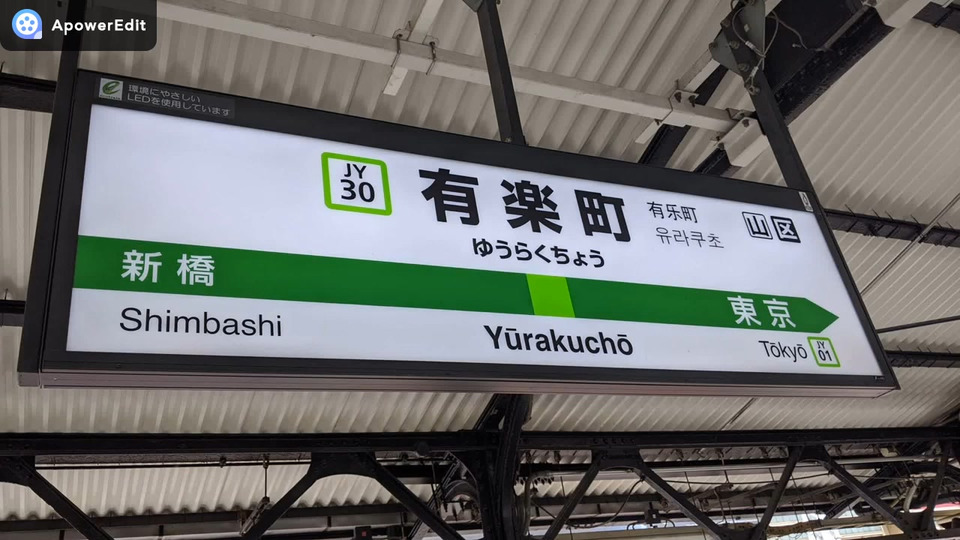 ApowerEdit
環境にやさしい
LEDを使用しています
JY
30
有楽町
有乐町
유라쿠초
山 区
ゆうらくちょう
新橋
東京
Shimbashi
Yūrakuchō
Tōkyō
JY
01